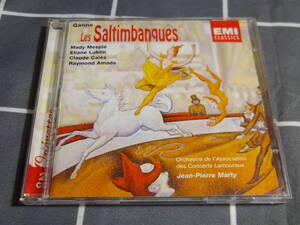 Ganne
Les Saltimbanques
EMI
CLASSICS
Mady Mesplé
Eliane Lublin
Claude Calès
Raymond Amade
Orchestre de l'Association
des Concerts Lamoureux
Jean-Pierre Marty